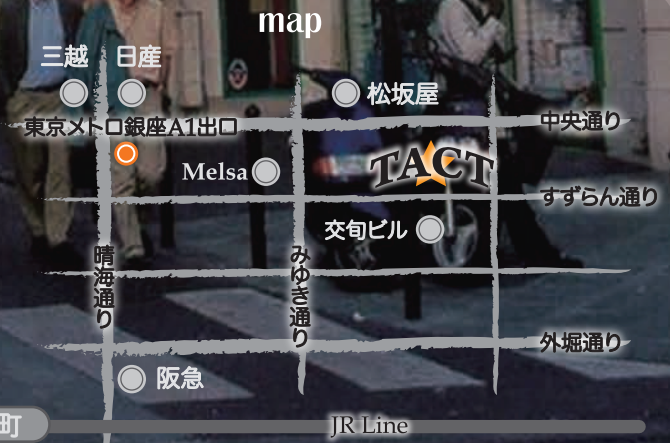 map
三越
日産
松坂屋
東京メトロ銀座A1出口
中央通り
Melsa
TACT
すずらん通り
交旬ビル
晴海通り
みゆき通り
外堀通り
阪急
町
JR Line